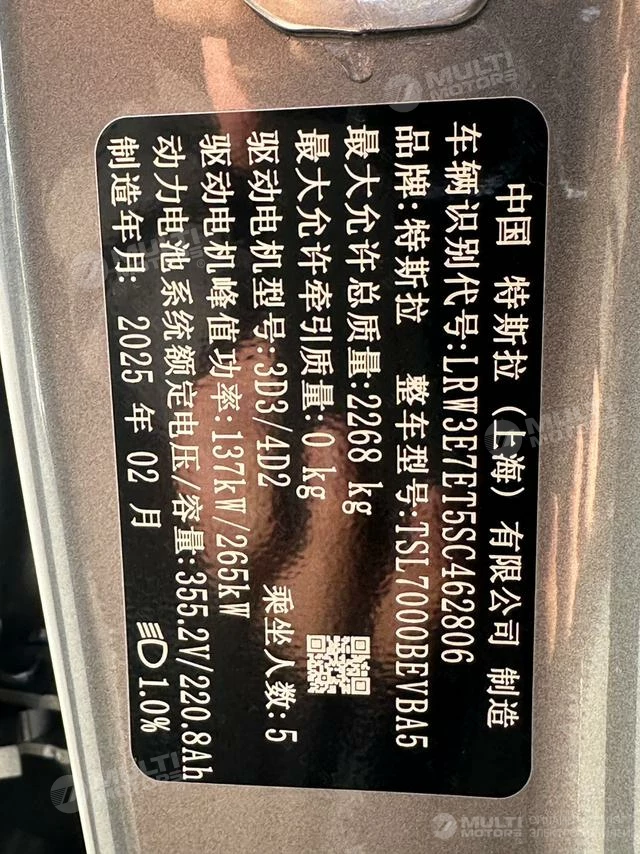 中国 特斯拉（上海）有限公司 制造
车辆识别代号:LRW3E7ET5SC462806
品牌:特斯拉 整车型号:TSL7000BEVBA5
最大允许总质量:2268 kg
最大允许牵引质量:0 kg
驱动电机型号:3D3/4D2 乘坐人数:5
驱动电机峰值功率:137kW/265kW
动力电池系统额定电压/容量:355.2V/220.8Ah
制造年月: 2025 年 02 月 1.0%
MULTI
MOTORS